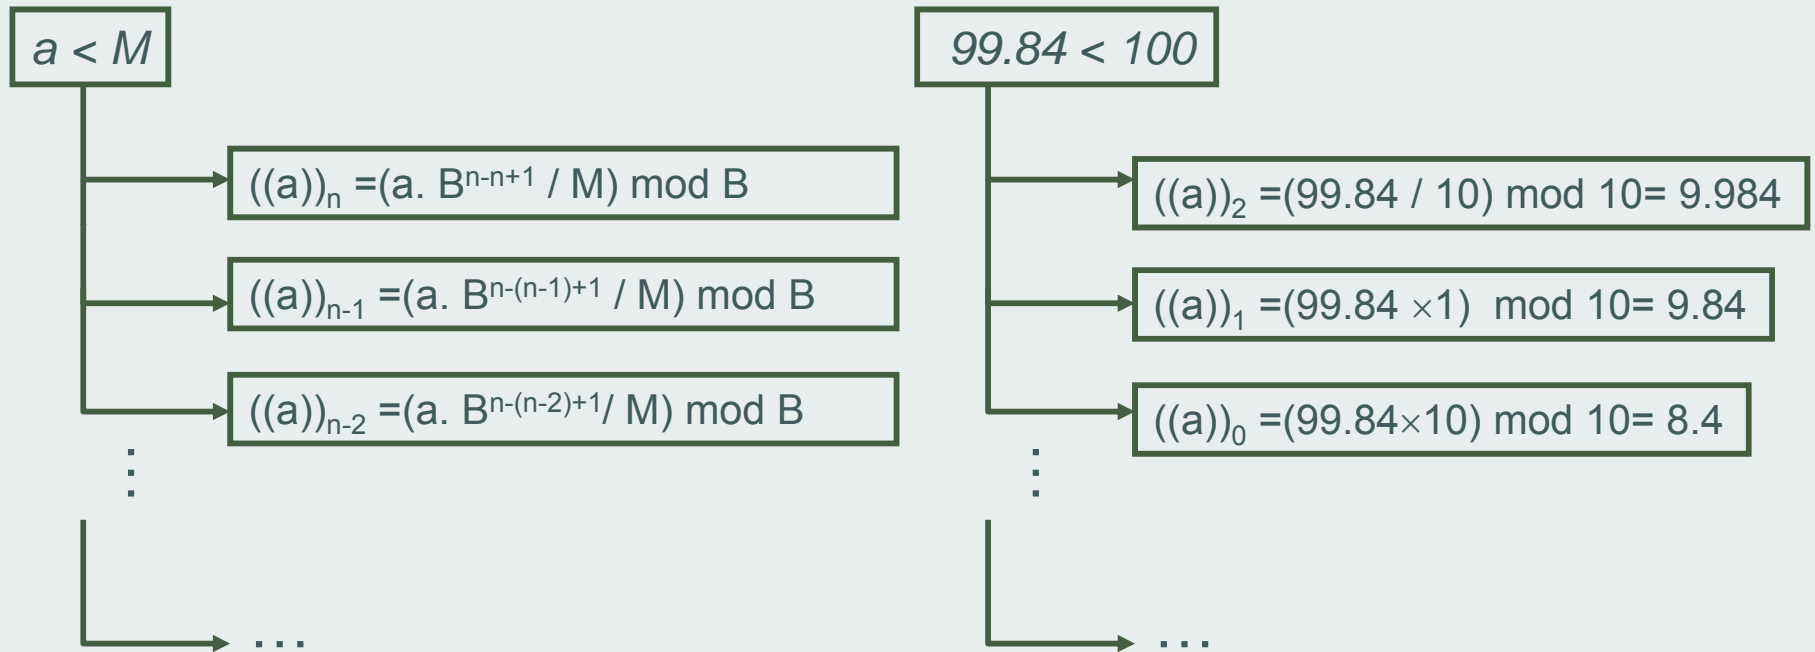 a < M
((a))ₙ =(a. Bⁿ⁻ⁿ⁺¹ / M) mod B
((a))ₙ₋₁ =(a. Bⁿ⁻⁽ⁿ⁻¹⁾⁺¹ / M) mod B
((a))ₙ₋₂ =(a. Bⁿ⁻⁽ⁿ⁻²⁾⁺¹/ M) mod B
⋮
...
99.84 < 100
((a))₂ =(99.84 / 10) mod 10= 9.984
((a))₁ =(99.84 ×1) mod 10= 9.84
((a))₀ =(99.84×10) mod 10= 8.4
⋮
...